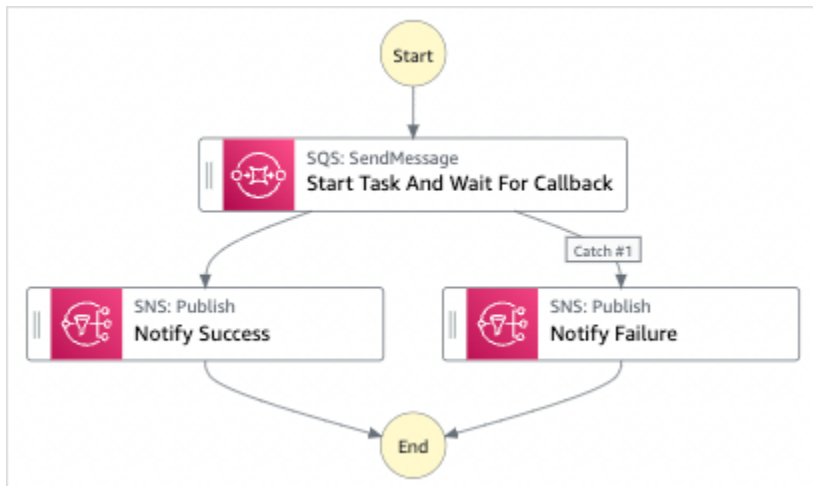 Start
SQS: SendMessage
Start Task And Wait For Callback
Catch #1
SNS: Publish
Notify Success
SNS: Publish
Notify Failure
End